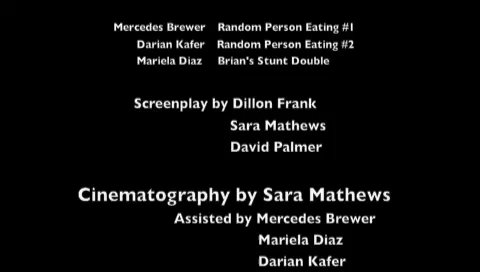 Mercedes Brewer Random Person Eating #1
Darian Kafer Random Person Eating #2
Mariela Diaz Brian's Stunt Double
Screenplay by Dillon Frank
Sara Mathews
David Palmer
Cinematography by Sara Mathews
Assisted by Mercedes Brewer
Mariela Diaz
Darian Kafer